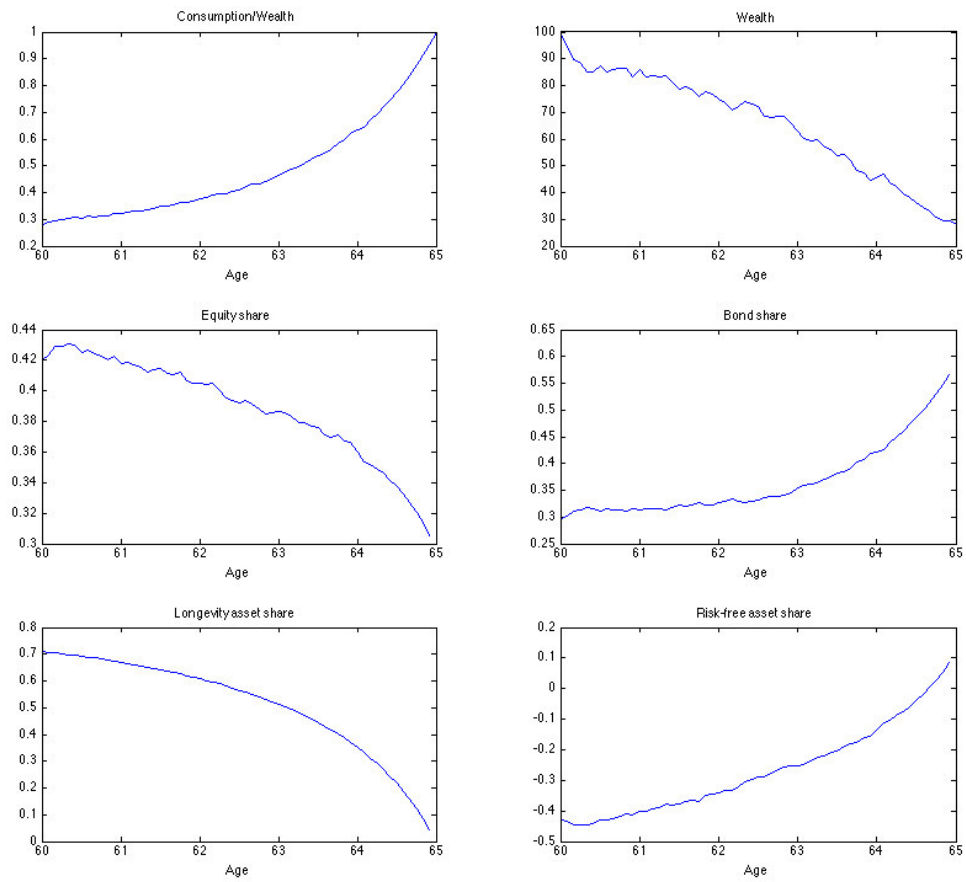 Consumption/Wealth
1
0.9
0.8
0.7
0.6
0.5
0.4
0.3
0.2
60 61 62 63 64 65
Age
Wealth
100
90
80
70
60
50
40
30
20
60 61 62 63 64 65
Age
Equity share
0.44
0.42
0.4
0.38
0.36
0.34
0.32
0.3
60 61 62 63 64 65
Age
Bond share
0.65
0.6
0.55
0.5
0.45
0.4
0.35
0.3
0.25
60 61 62 63 64 65
Age
Longevity asset share
0.8
0.7
0.6
0.5
0.4
0.3
0.2
0.1
0
60 61 62 63 64 65
Age
Risk-free asset share
0.2
0.1
0
-0.1
-0.2
-0.3
-0.4
-0.5
60 61 62 63 64 65
Age